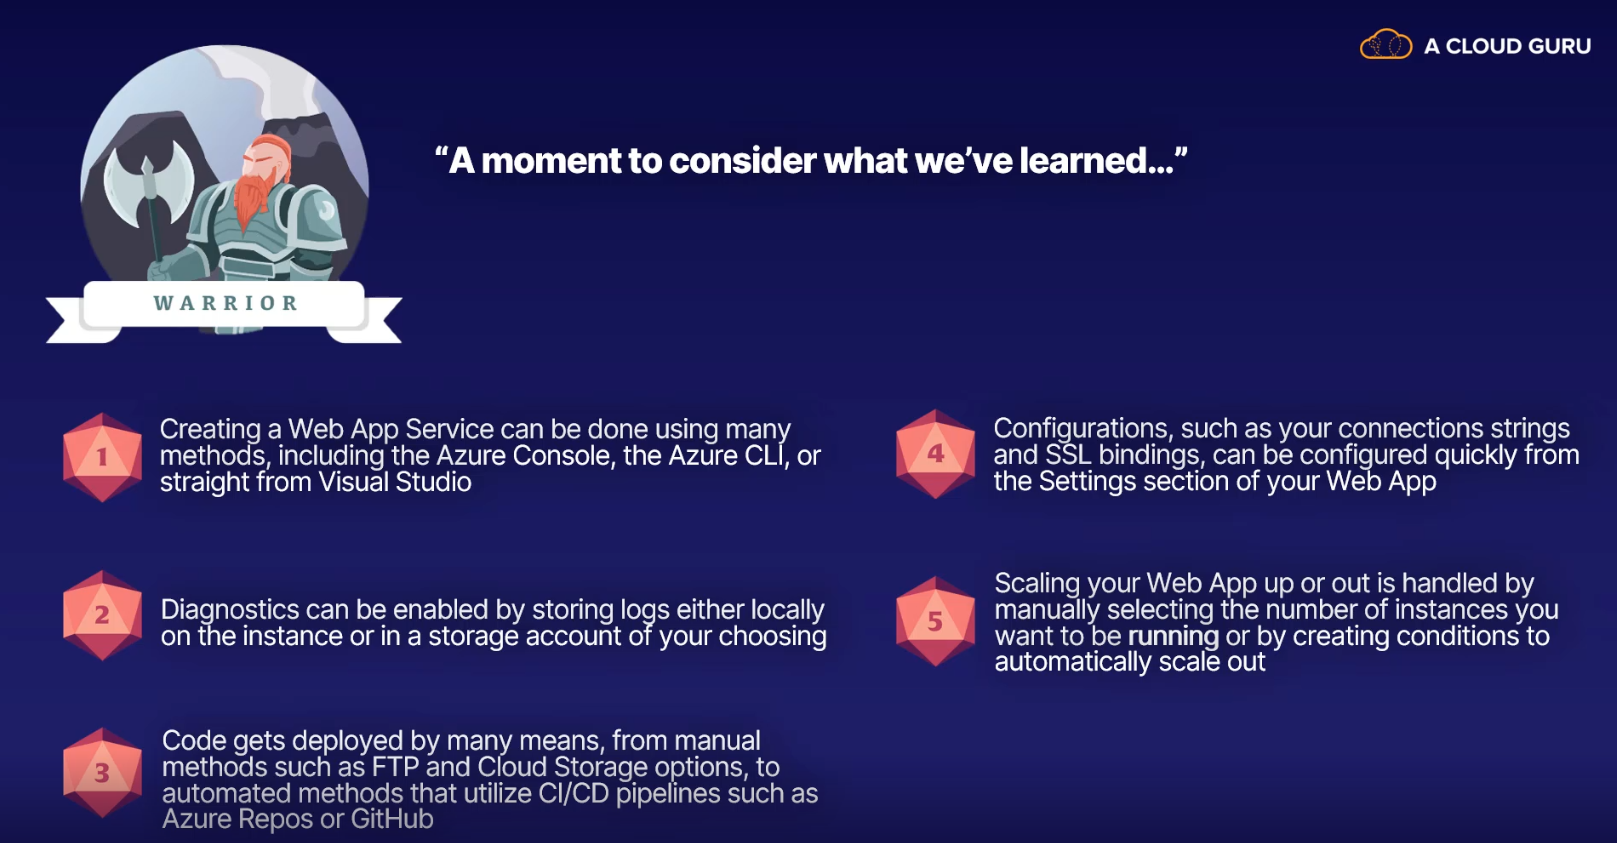 A CLOUD GURU
“A moment to consider what we’ve learned...”
WARRIOR
1
Creating a Web App Service can be done using many
methods, including the Azure Console, the Azure CLI, or
straight from Visual Studio
2
Diagnostics can be enabled by storing logs either locally
on the instance or in a storage account of your choosing
3
Code gets deployed by many means, from manual
methods such as FTP and Cloud Storage options, to
automated methods that utilize CI/CD pipelines such as
Azure Repos or GitHub
4
Configurations, such as your connections strings
and SSL bindings, can be configured quickly from
the Settings section of your Web App
5
Scaling your Web App up or out is handled by
manually selecting the number of instances you
want to be running or by creating conditions to
automatically scale out